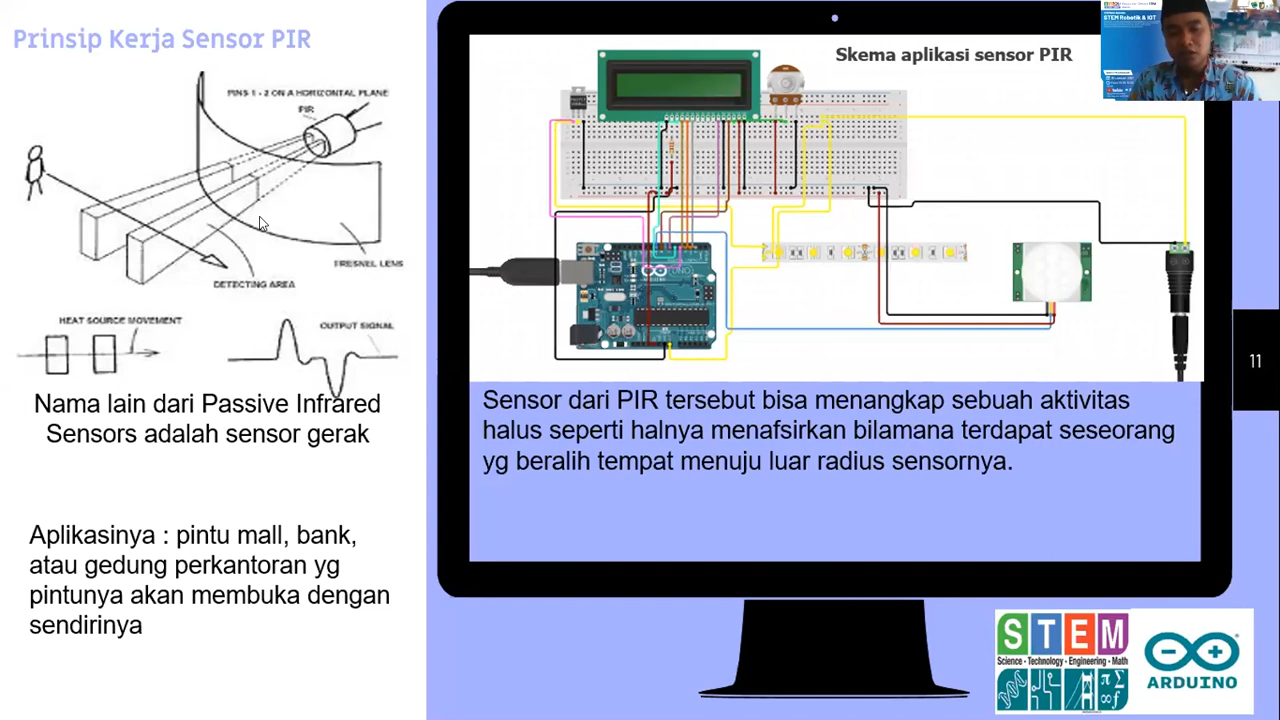 Prinsip Kerja Sensor PIR
PINS 1 - 2 ON A HORIZONTAL PLANE
PIR
FRESNEL LENS
DETECTING AREA
HEAT SOURCE MOVEMENT
OUTPUT SIGNAL
Nama lain dari Passive Infrared
Sensors adalah sensor gerak
Aplikasinya : pintu mall, bank,
atau gedung perkantoran yg
pintunya akan membuka dengan
sendirinya
Skema aplikasi sensor PIR
STEM Robotik & IOT
Sensor dari PIR tersebut bisa menangkap sebuah aktivitas
halus seperti halnya menafsirkan bilamana terdapat seseorang
yg beralih tempat menuju luar radius sensornya.
11
STEM
Science • Technology • Engineering • Math
ARDUINO